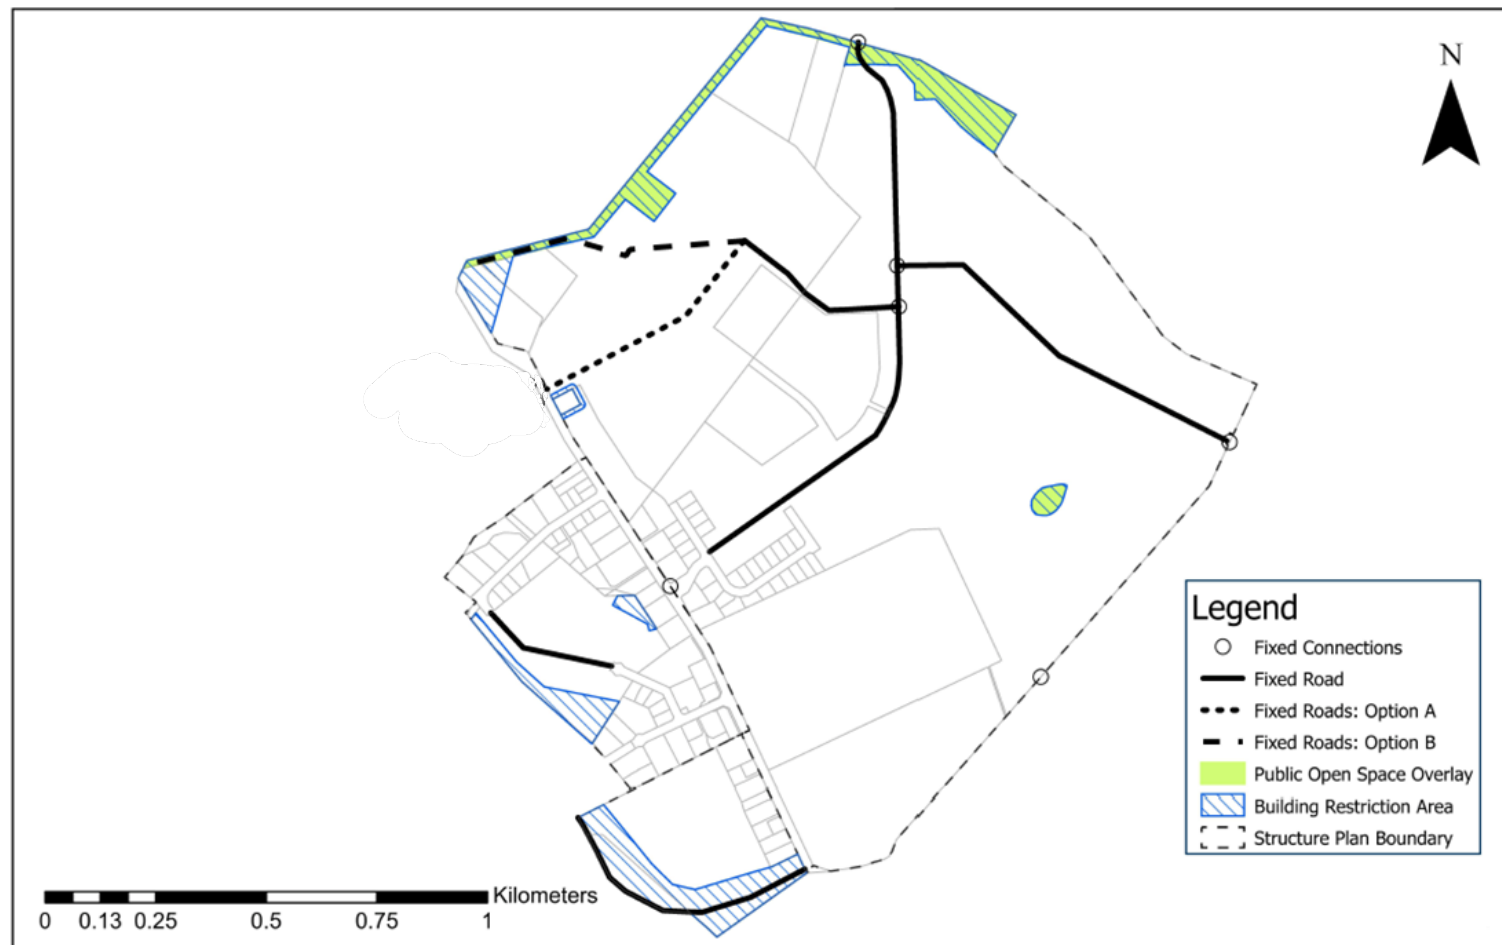 N
Legend
Fixed Connections
Fixed Road
Fixed Roads: Option A
Fixed Roads: Option B
Public Open Space Overlay
Building Restriction Area
Structure Plan Boundary
Kilometers
0 0.13 0.25 0.5 0.75 1